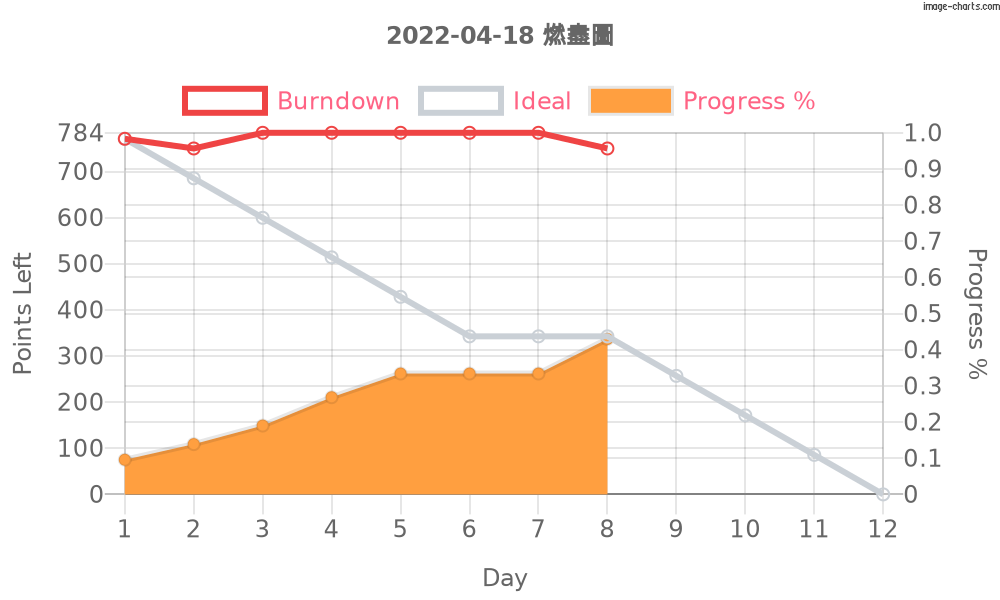 image-charts.com
2022-04-18 燃盡圖
Burndown Ideal Progress %
784 1.0
700 0.9
600 0.8
500 0.7
400 0.6
300 0.5
200 0.4
100 0.3
0 0.2
0.1
0
Points Left
Progress %
1 2 3 4 5 6 7 8 9 10 11 12
Day